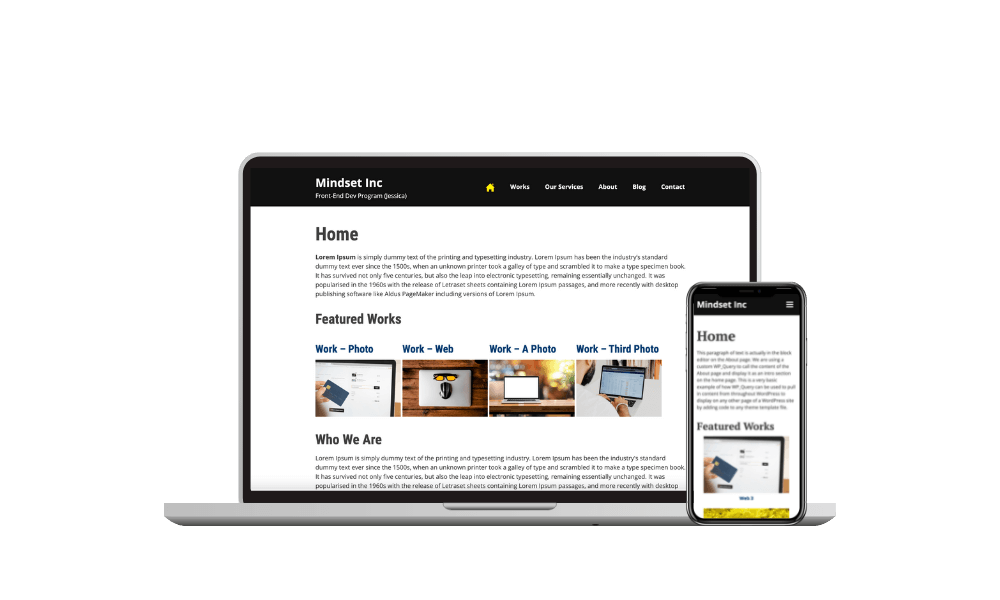 Mindset Inc
Front-End Dev Program (Jessica)
Works
Our Services
About
Blog
Contact
Home
Lorem Ipsum is simply dummy text of the printing and typesetting industry. Lorem Ipsum has been the industry's standard
dummy text ever since the 1500s, when an unknown printer took a galley of type and scrambled it to make a type specimen book.
It has survived not only five centuries, but also the leap into electronic typesetting, remaining essentially unchanged. It was
popularised in the 1960s with the release of Letraset sheets containing Lorem Ipsum passages, and more recently with desktop
publishing software like Aldus PageMaker including versions of Lorem Ipsum.
Featured Works
Work – Photo
Work – Web
Work – A Photo
Work – Third Photo
Who We Are
Lorem Ipsum is simply dummy text of the printing and typesetting industry. Lorem Ipsum has been the industry's standard
dummy text ever since the 1500s, when an unknown printer took a galley of type and scrambled it to make a type specimen book.
It has survived not only five centuries, but also the leap into electronic typesetting, remaining essentially unchanged. It was
popularised in the 1960s with the release of Letraset sheets containing Lorem Ipsum passages, and more recently with desktop
Mindset Inc
Home
This paragraph of text is actually in the block
editor on the About page. We are using a
custom WP_Query to call the content of the
About page and display it as an intro section
on the home page. This is a very basic
example of how WP_Query can be used to pull
in content from throughout WordPress to
display on any other page of a WordPress site
by adding code to any theme template file.
Featured Works
Web 3